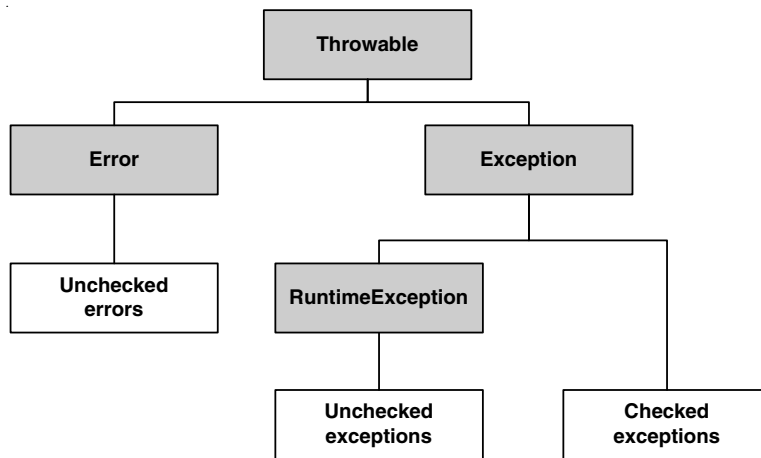 Throwable
Error
Exception
Unchecked
errors
RuntimeException
Unchecked
exceptions
Checked
exceptions